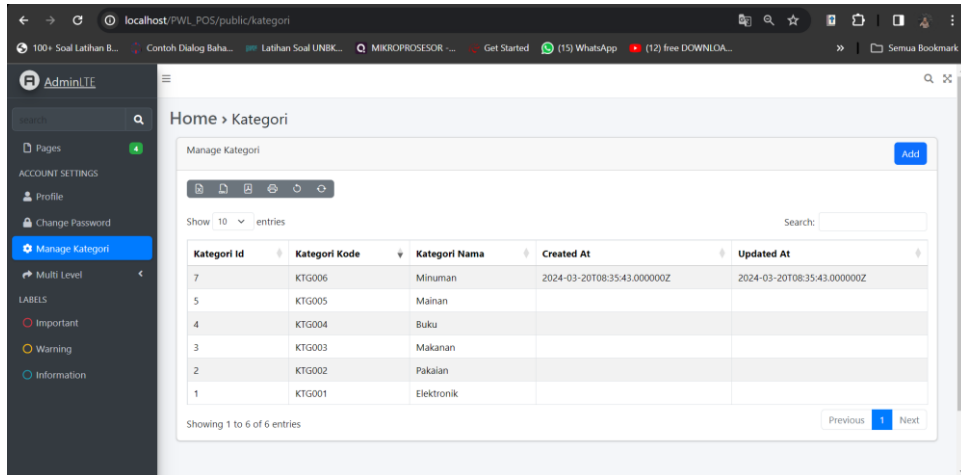 localhost/PWL_POS/public/kategori
100+ Soal Latihan B... Contoh Dialog Baha... Latihan Soal UNBK... MIKROPROSESOR -... Get Started (15) WhatsApp (12) free DOWNLOA... » Semua Bookmark
AdminLTE
search
Home › Kategori
Pages 4
Manage Kategori Add
ACCOUNT SETTINGS
Profile
Change Password
Show 10 entries Search:
Manage Kategori
Kategori Id Kategori Kode Kategori Nama Created At Updated At
Multi Level
7 KTG006 Minuman 2024-03-20T08:35:43.000000Z 2024-03-20T08:35:43.000000Z
LABELS
5 KTG005 Mainan
Important
4 KTG004 Buku
Warning
3 KTG003 Makanan
Information
2 KTG002 Pakaian
1 KTG001 Elektronik
Showing 1 to 6 of 6 entries Previous 1 Next